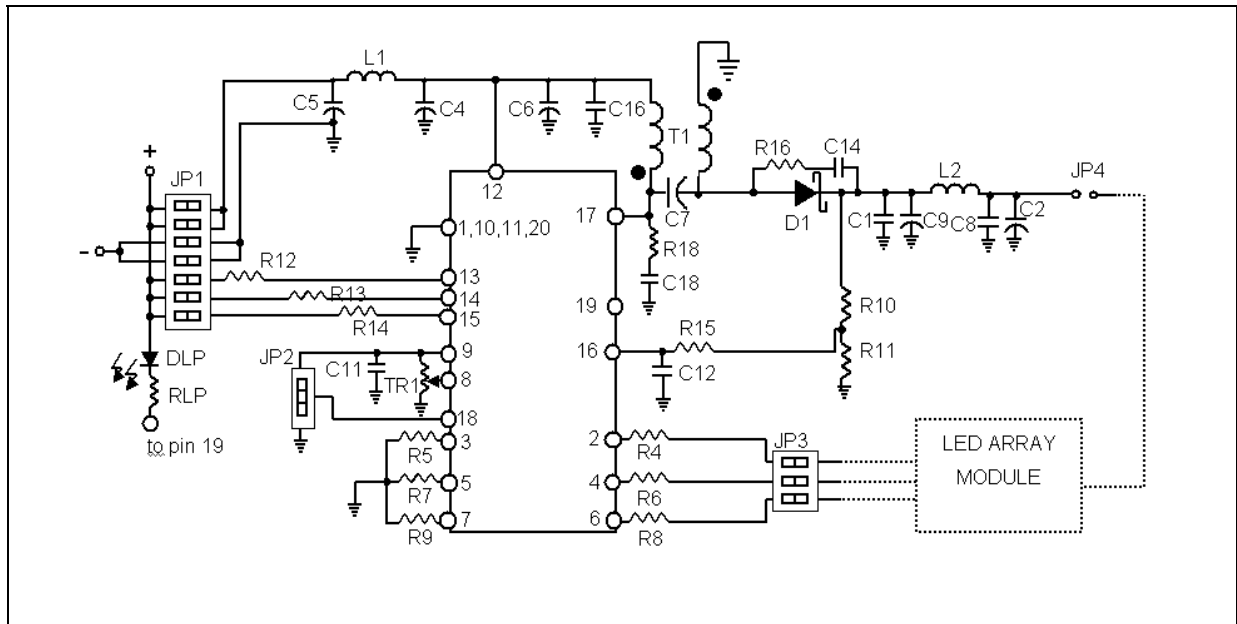 L1
C5
C4
C6
C16
T1
R16
C14
L2
JP4
+
JP1
12
17
C7
D1
C1
C9
C8
C2
1,10,11,20
R18
-
R12
13
C18
R13
14
19
R10
R14
15
R15
16
R11
DLP
JP2
9
C11
C12
TR1
8
RLP
18
to pin 19
3
2
JP3
LED ARRAY
MODULE
R5
R4
5
4
R7
R6
7
6
R9
R8